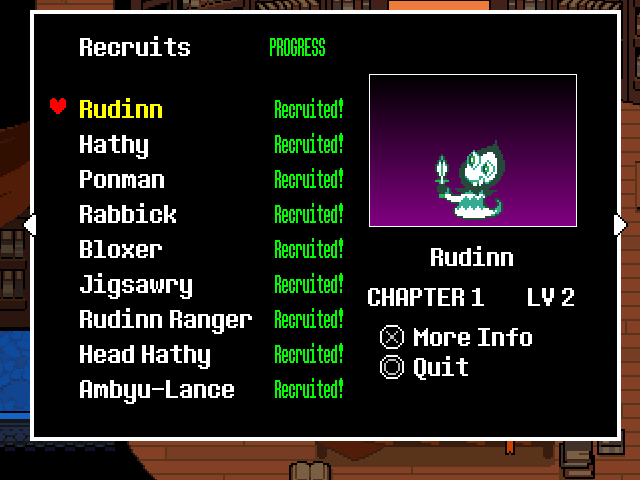 Recruits PROGRESS
Rudinn Recruited!
Hathy Recruited!
Ponman Recruited!
Rabbick Recruited!
Bloxer Recruited!
Jigsawry Recruited!
Rudinn Ranger Recruited!
Head Hathy Recruited!
Ambyu-Lance Recruited!
Rudinn
CHAPTER 1 LV 2
More Info
Quit